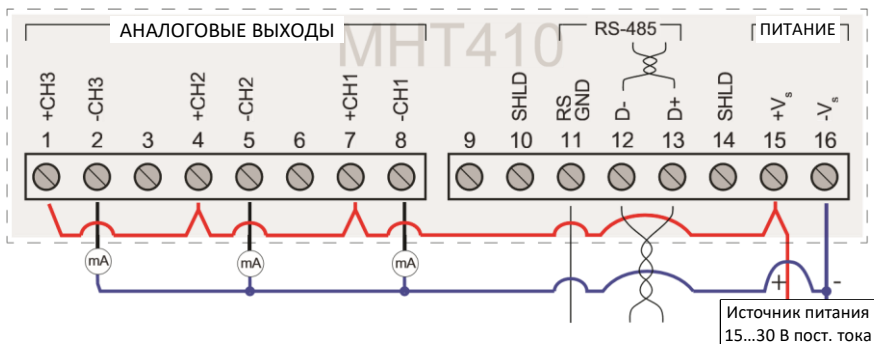 АНАЛОГОВЫЕ ВЫХОДЫ
MHT410
RS-485
ПИТАНИЕ
+CH3
-CH3
+CH2
-CH2
+CH1
-CH1
SHLD
RS
GND
D-
D+
SHLD
+Vs
-Vs
1 2 3 4 5 6 7 8 9 10 11 12 13 14 15 16
mA mA mA
+ -
Источник питания
15...30 В пост. тока